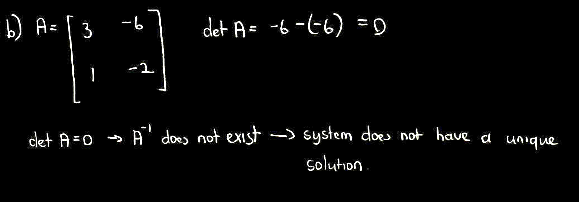 b) A = [ 3 -6 det A = -6 -(-6) = 0
1 -2 ]
det A = 0 → A⁻¹ does not exist → system does not have a unique
solution.